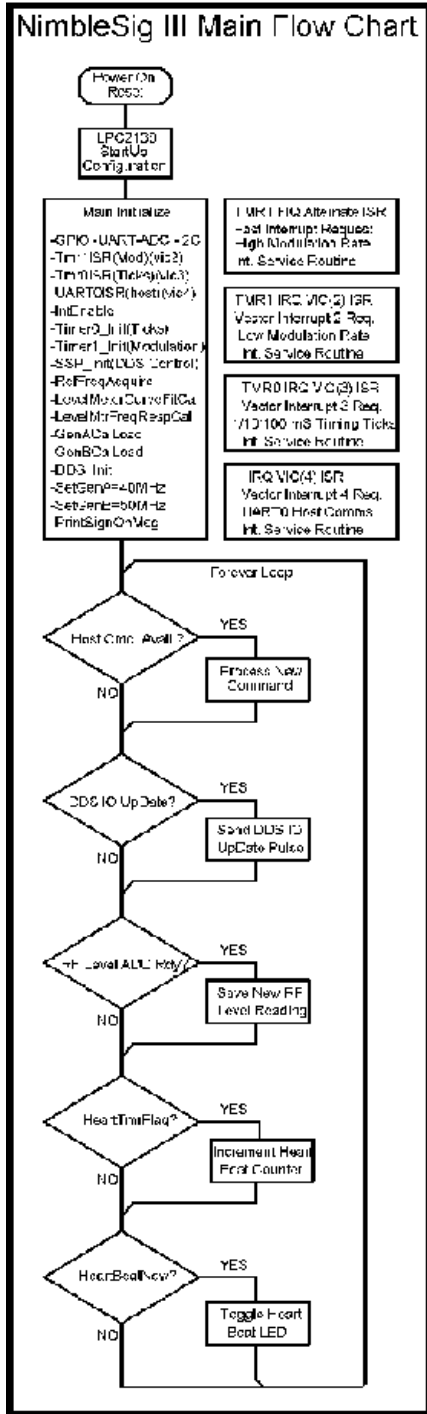 NimbleSig III Main Flow Chart
Power On
Reset
LPC2138
StartUp
Configuration
Main Initialize
-GPIO-UART-ADC-I2C
-Tmr1ISR(Mod)(vic2)
-Tmr0ISR(Ticks)(vic3)
-UART0ISR(host)(vic4)
-IntEnable
-Timer0_Init(Ticks)
-Timer1_Init(Modulation)
-SSP_Init(DDS Control)
-RefFreqAcquire
-LevelMeterCurveFitCal
-LevelMtrFreqRespCal
-GenACalLoad
-GenBCalLoad
-DDS Init
-SetGenA=40MHz
-SetGenB=50MHz
-PrintSignOnMsg
TMR1 FIQ Alternate ISR
Fast Interrupt Request
High Modulation Rate
Int. Service Routine
TMR1 IRQ VIC(2) ISR
Vector Interrupt 2 Req.
Low Modulation Rate
Int. Service Routine
TMR0 IRQ VIC(3) ISR
Vector Interrupt 3 Req.
1/10/100 mS Timing Ticks
Int. Service Routine
IRQ VIC(4) ISR
Vector Interrupt 4 Req.
UART0 Host Comms
Int. Service Routine
Forever Loop
Host Cmd. Avail.?
YES
Process New
Command
NO
DDS IO UpDate?
YES
Send DDS IO
UpDate Pulse
NO
RF Level ADC Rdy?
YES
Save New RF
Level Reading
NO
HeartTmrFlag?
YES
Increment Heart
Beat Counter
NO
HeartBeatNow?
YES
Toggle Heart
Beat LED
NO